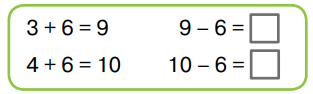 3 + 6 = 9 9 – 6 = □
4 + 6 = 10 10 – 6 = □